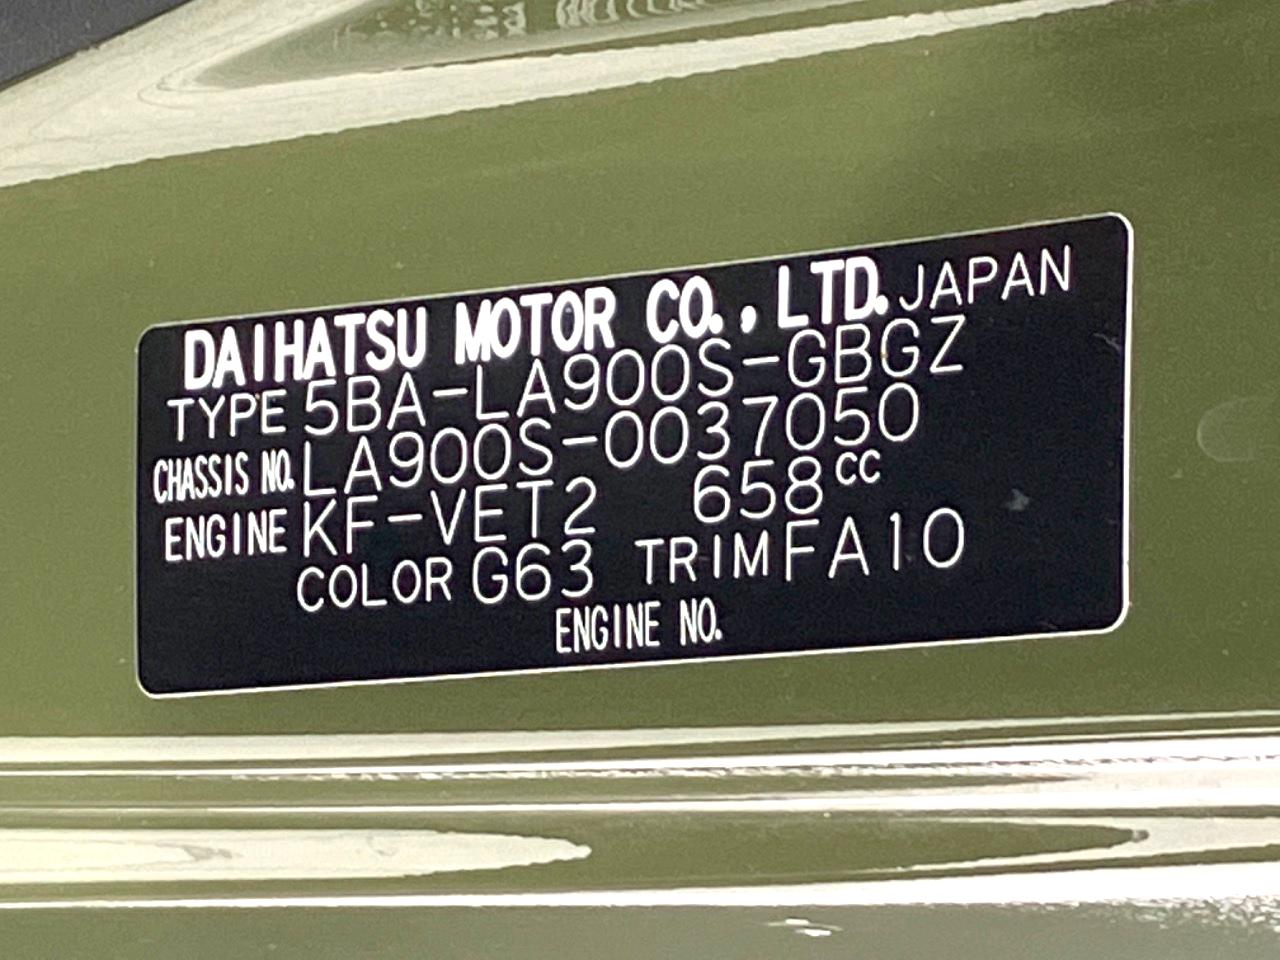 DAIHATSU MOTOR CO., LTD. JAPAN
TYPE 5BA-LA900S-GBGZ
CHASSIS NO. LA900S-0037050
ENGINE KF-VET2 658cc
COLOR G63 TRIM FA10
ENGINE NO.